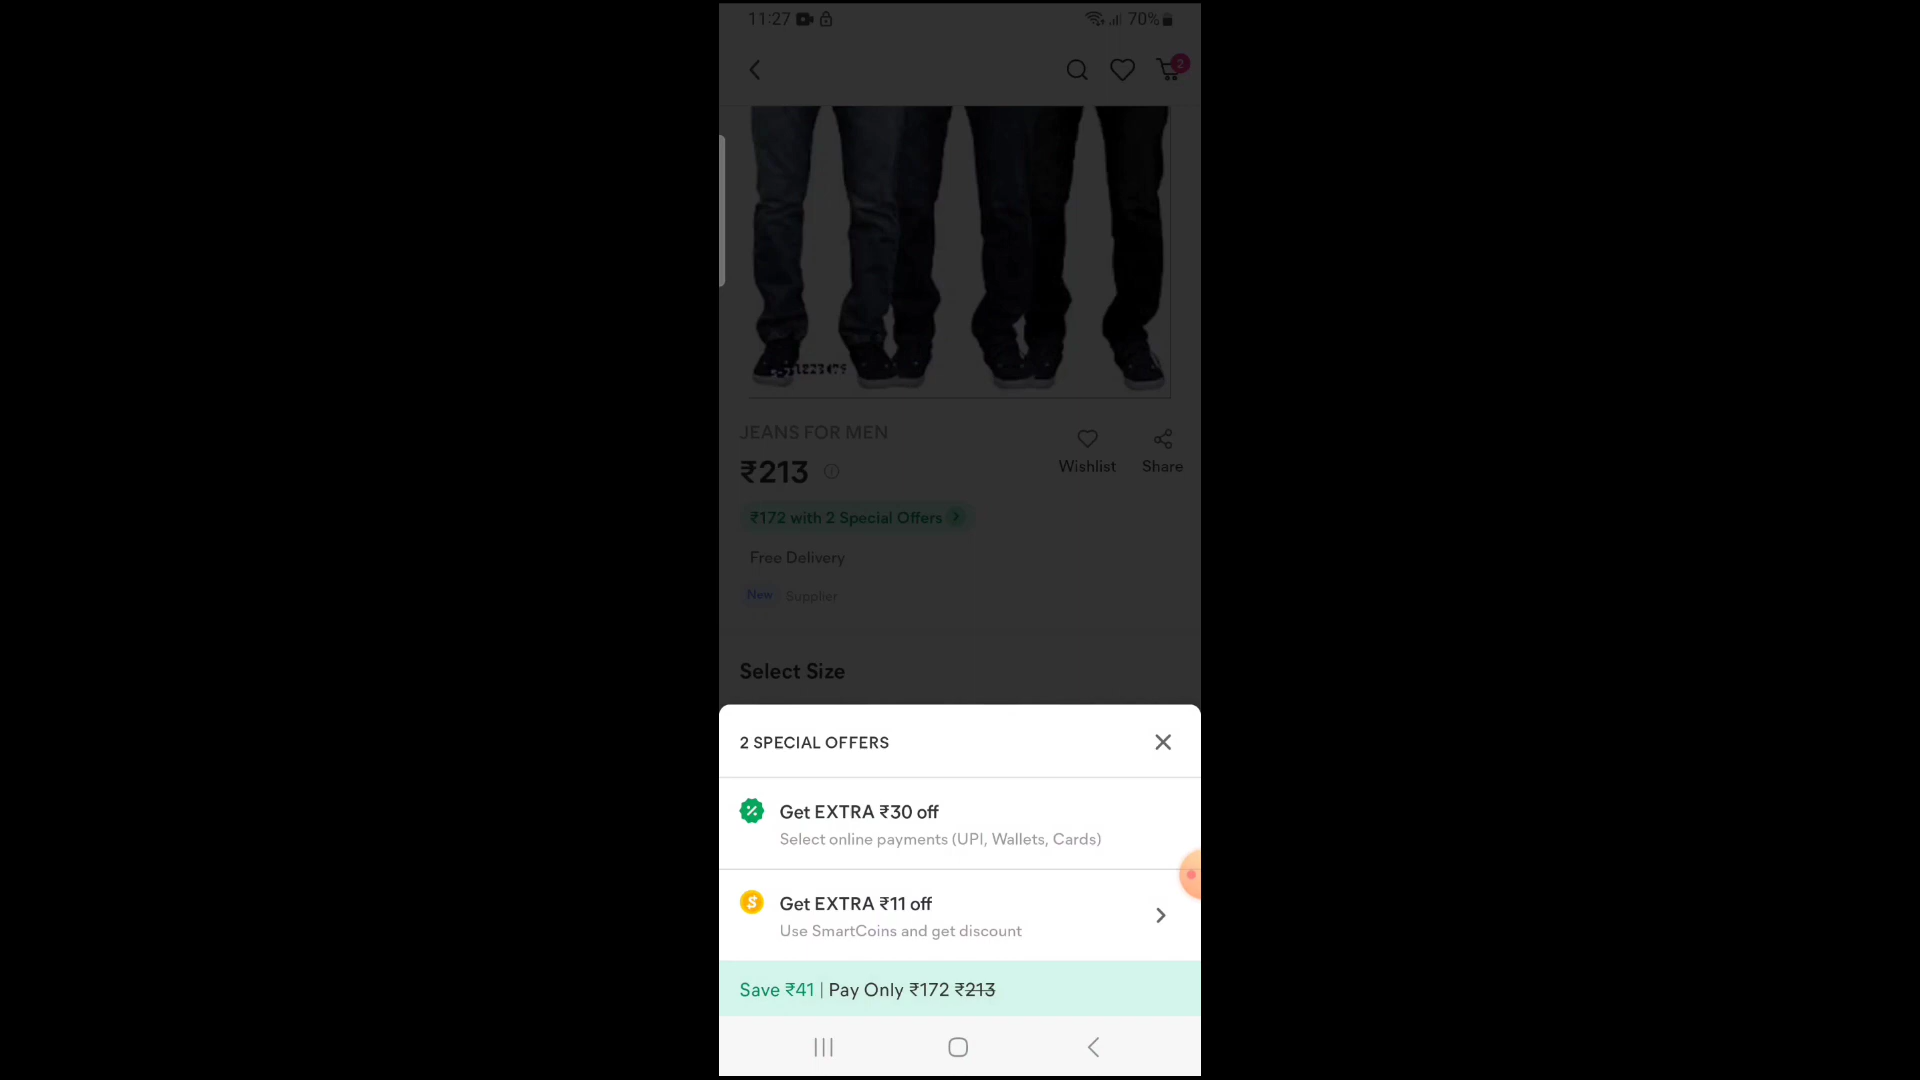 11:27
70%
2
JEANS FOR MEN
₹213
Wishlist
Share
₹172 with 2 Special Offers
Free Delivery
New Supplier
Select Size
2 SPECIAL OFFERS
Get EXTRA ₹30 off
Select online payments (UPI, Wallets, Cards)
Get EXTRA ₹11 off
Use SmartCoins and get discount
Save ₹41 | Pay Only ₹172 ₹213